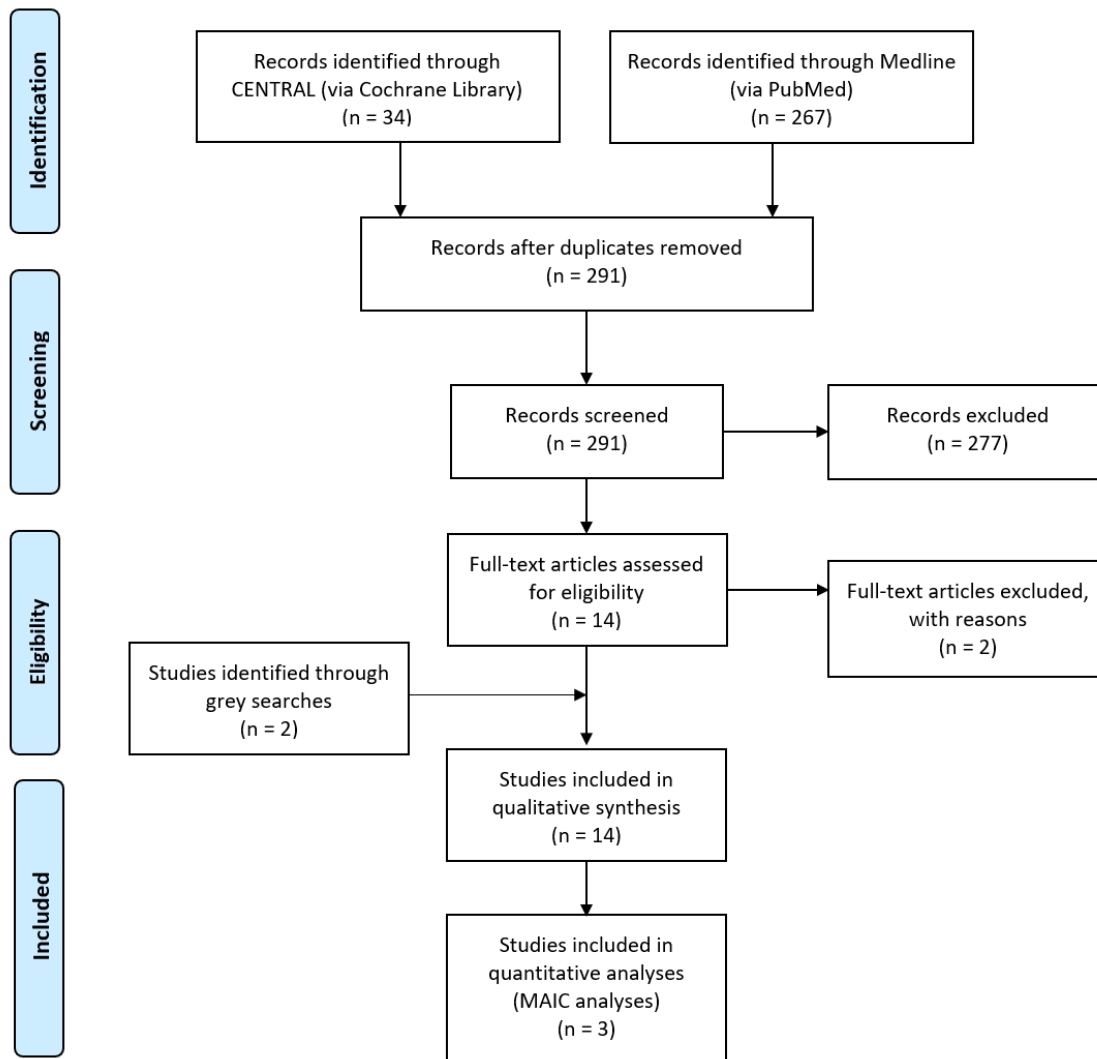 Identification
Records identified through
CENTRAL (via Cochrane Library)
(n = 34)
Records identified through Medline
(via PubMed)
(n = 267)
Records after duplicates removed
(n = 291)
Screening
Records screened
(n = 291)
Records excluded
(n = 277)
Eligibility
Full-text articles assessed
for eligibility
(n = 14)
Full-text articles excluded,
with reasons
(n = 2)
Studies identified through
grey searches
(n = 2)
Included
Studies included in
qualitative synthesis
(n = 14)
Studies included in
quantitative analyses
(MAIC analyses)
(n = 3)